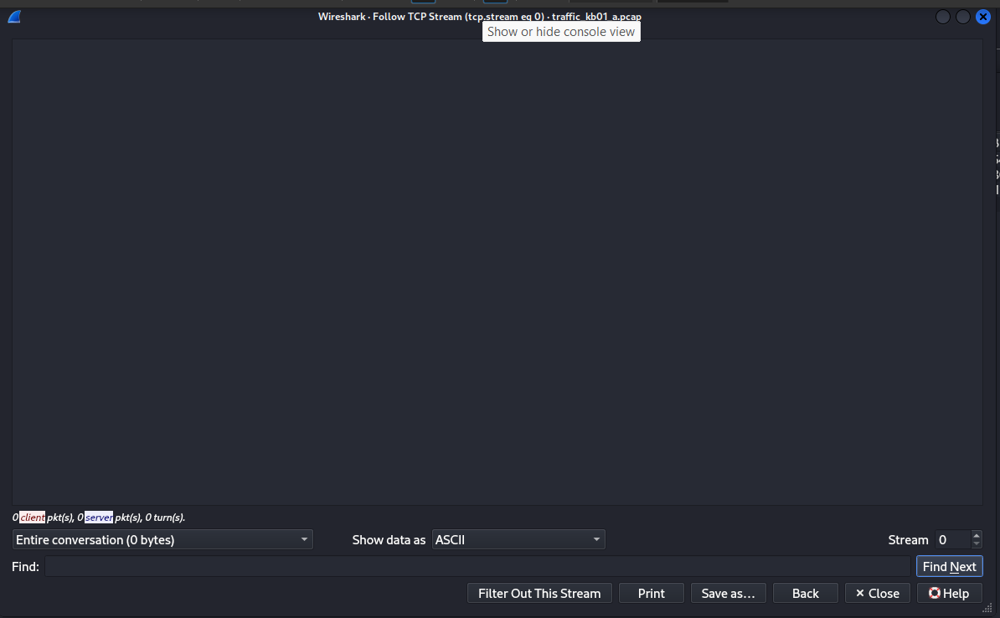 Wireshark · Follow TCP Stream (tcp.stream eq 0) · traffic_kb01_a.pcap
Show or hide console view
0 client pkt(s), 0 server pkt(s), 0 turn(s).
Entire conversation (0 bytes) Show data as ASCII Stream 0
Find: Find Next
Filter Out This Stream Print Save as… Back × Close Help